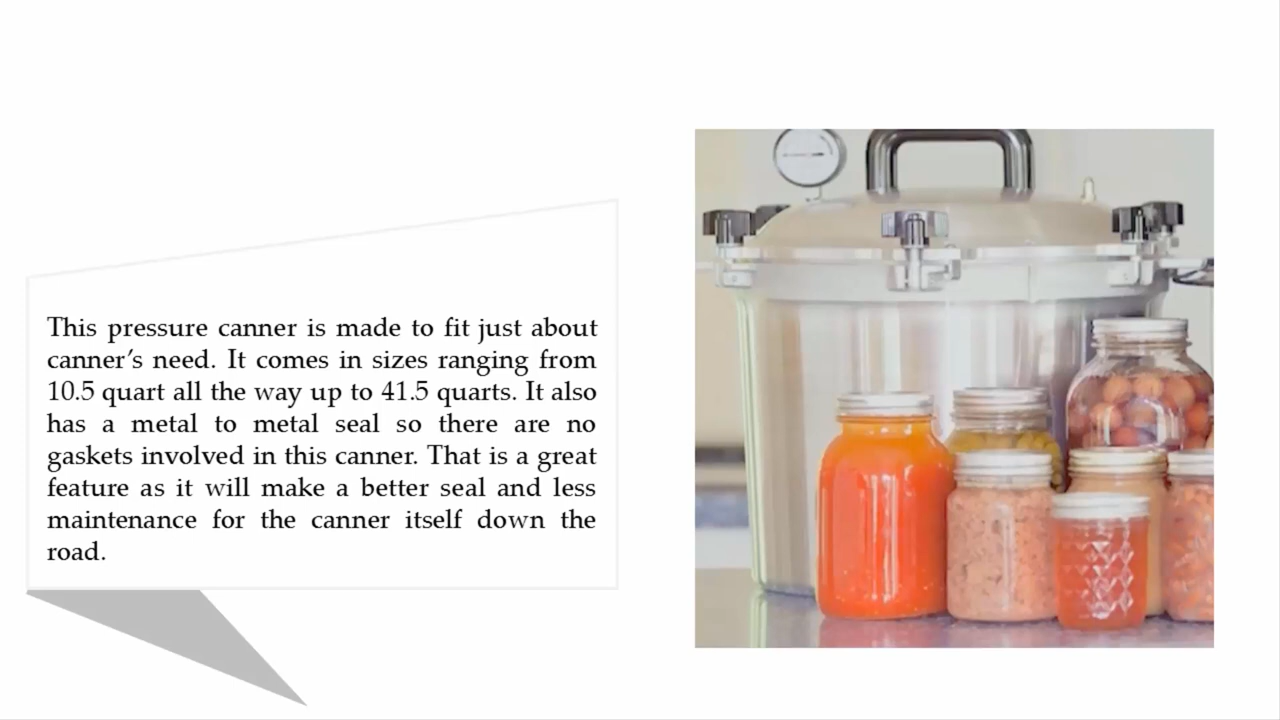 This pressure canner is made to fit just about
canner’s need. It comes in sizes ranging from
10.5 quart all the way up to 41.5 quarts. It also
has a metal to metal seal so there are no
gaskets involved in this canner. That is a great
feature as it will make a better seal and less
maintenance for the canner itself down the
road.